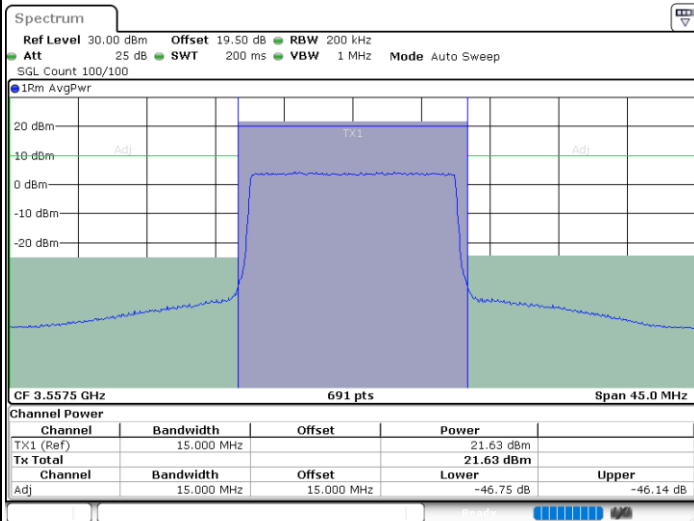 Spectrum
Ref Level 30.00 dBm Offset 19.50 dB RBW 200 kHz
Att 25 dB SWT 200 ms VBW 1 MHz Mode Auto Sweep
SGL Count 100/100
1Rm AvgPwr
20 dBm
TX1
Adj Adj
10 dBm
0 dBm
-10 dBm
-20 dBm
CF 3.5575 GHz 691 pts Span 45.0 MHz
Channel Power
Channel Bandwidth Offset Power
TX1 (Ref) 15.000 MHz 21.63 dBm
Tx Total 21.63 dBm
Channel Bandwidth Offset Lower Upper
Adj 15.000 MHz 15.000 MHz -46.75 dB -46.14 dB
Ready